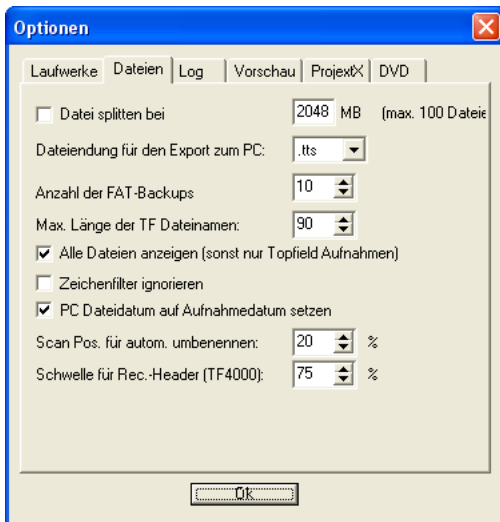 Optionen
Laufwerke Dateien Log Vorschau ProjextX DVD
Datei splitten bei 2048 MB (max. 100 Dateie
Dateiendung für den Export zum PC: .tts
Anzahl der FAT-Backups 10
Max. Länge der TF Dateinamen: 90
Alle Dateien anzeigen (sonst nur Topfield Aufnahmen)
Zeichenfilter ignorieren
PC Dateidatum auf Aufnahmedatum setzen
Scan Pos. für autom. umbenennen: 20 %
Schwelle für Rec.-Header (TF4000): 75 %
Ok